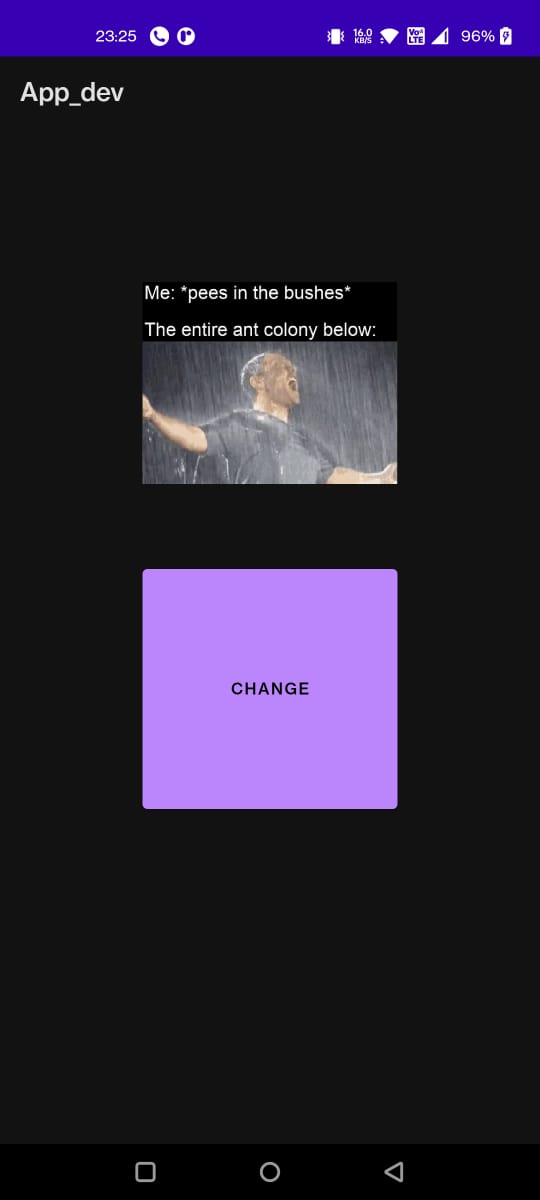 23:25 16.0 KB/S Vo LTE 96%
App_dev
Me: *pees in the bushes*
The entire ant colony below:
CHANGE